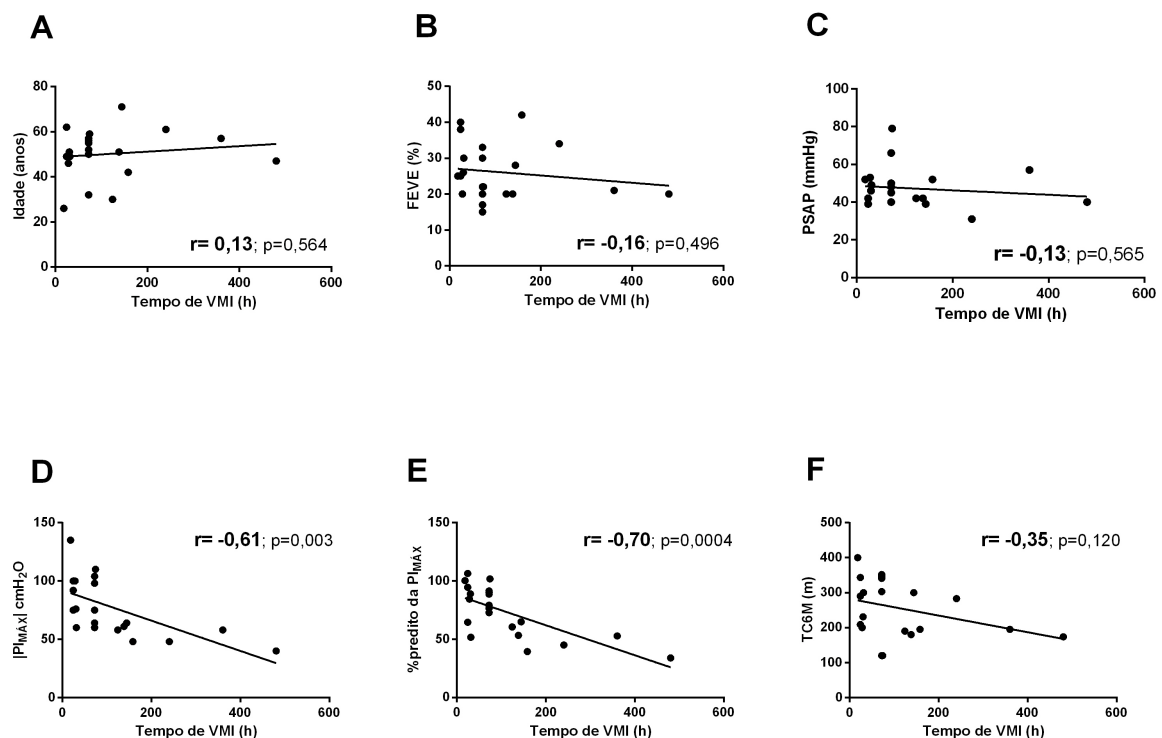 A
80
60
40
20
0
Idade (anos)
r= 0,13; p=0,564
0 200 400 600
Tempo de VMI (h)
B
50
40
30
20
10
0
FEVE (%)
r= -0,16; p=0,496
0 200 400 600
Tempo de VMI (h)
C
100
80
60
40
20
0
PSAP (mmHg)
r= -0,13; p=0,565
0 200 400 600
Tempo de VMI (h)
D
150
100
50
0
|PIMÁX| cmH2O
r= -0,61; p=0,003
0 200 400 600
Tempo de VMI (h)
E
150
100
50
0
%predito da PIMÁX
r= -0,70; p=0,0004
0 200 400 600
Tempo de VMI (h)
F
500
400
300
200
100
0
TC6M (m)
r= -0,35; p=0,120
0 200 400 600
Tempo de VMI (h)